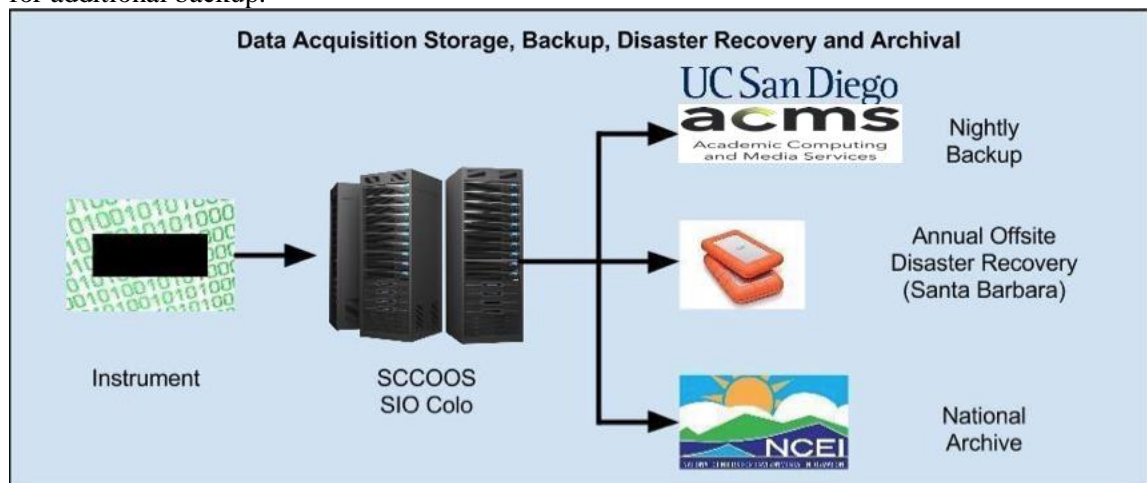 for additional backup.
Data Acquisition Storage, Backup, Disaster Recovery and Archival
UC San Diego
acms
Academic Computing
and Media Services
Nightly
Backup
Annual Offsite
Disaster Recovery
(Santa Barbara)
Instrument
SCCOOS
SIO Colo
NCEI
National
Archive